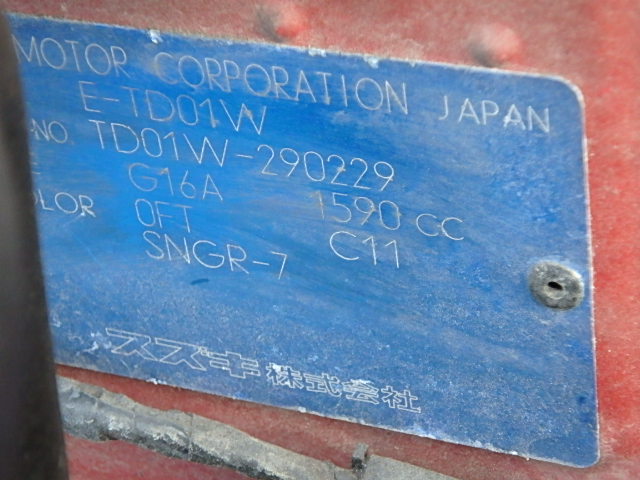 MOTOR CORPORATION JAPAN
E-TD01W
NO. TD01W-290229
G16A 1590 CC
OLOR 0FT C11
SNGR-7
スズキ株式会社